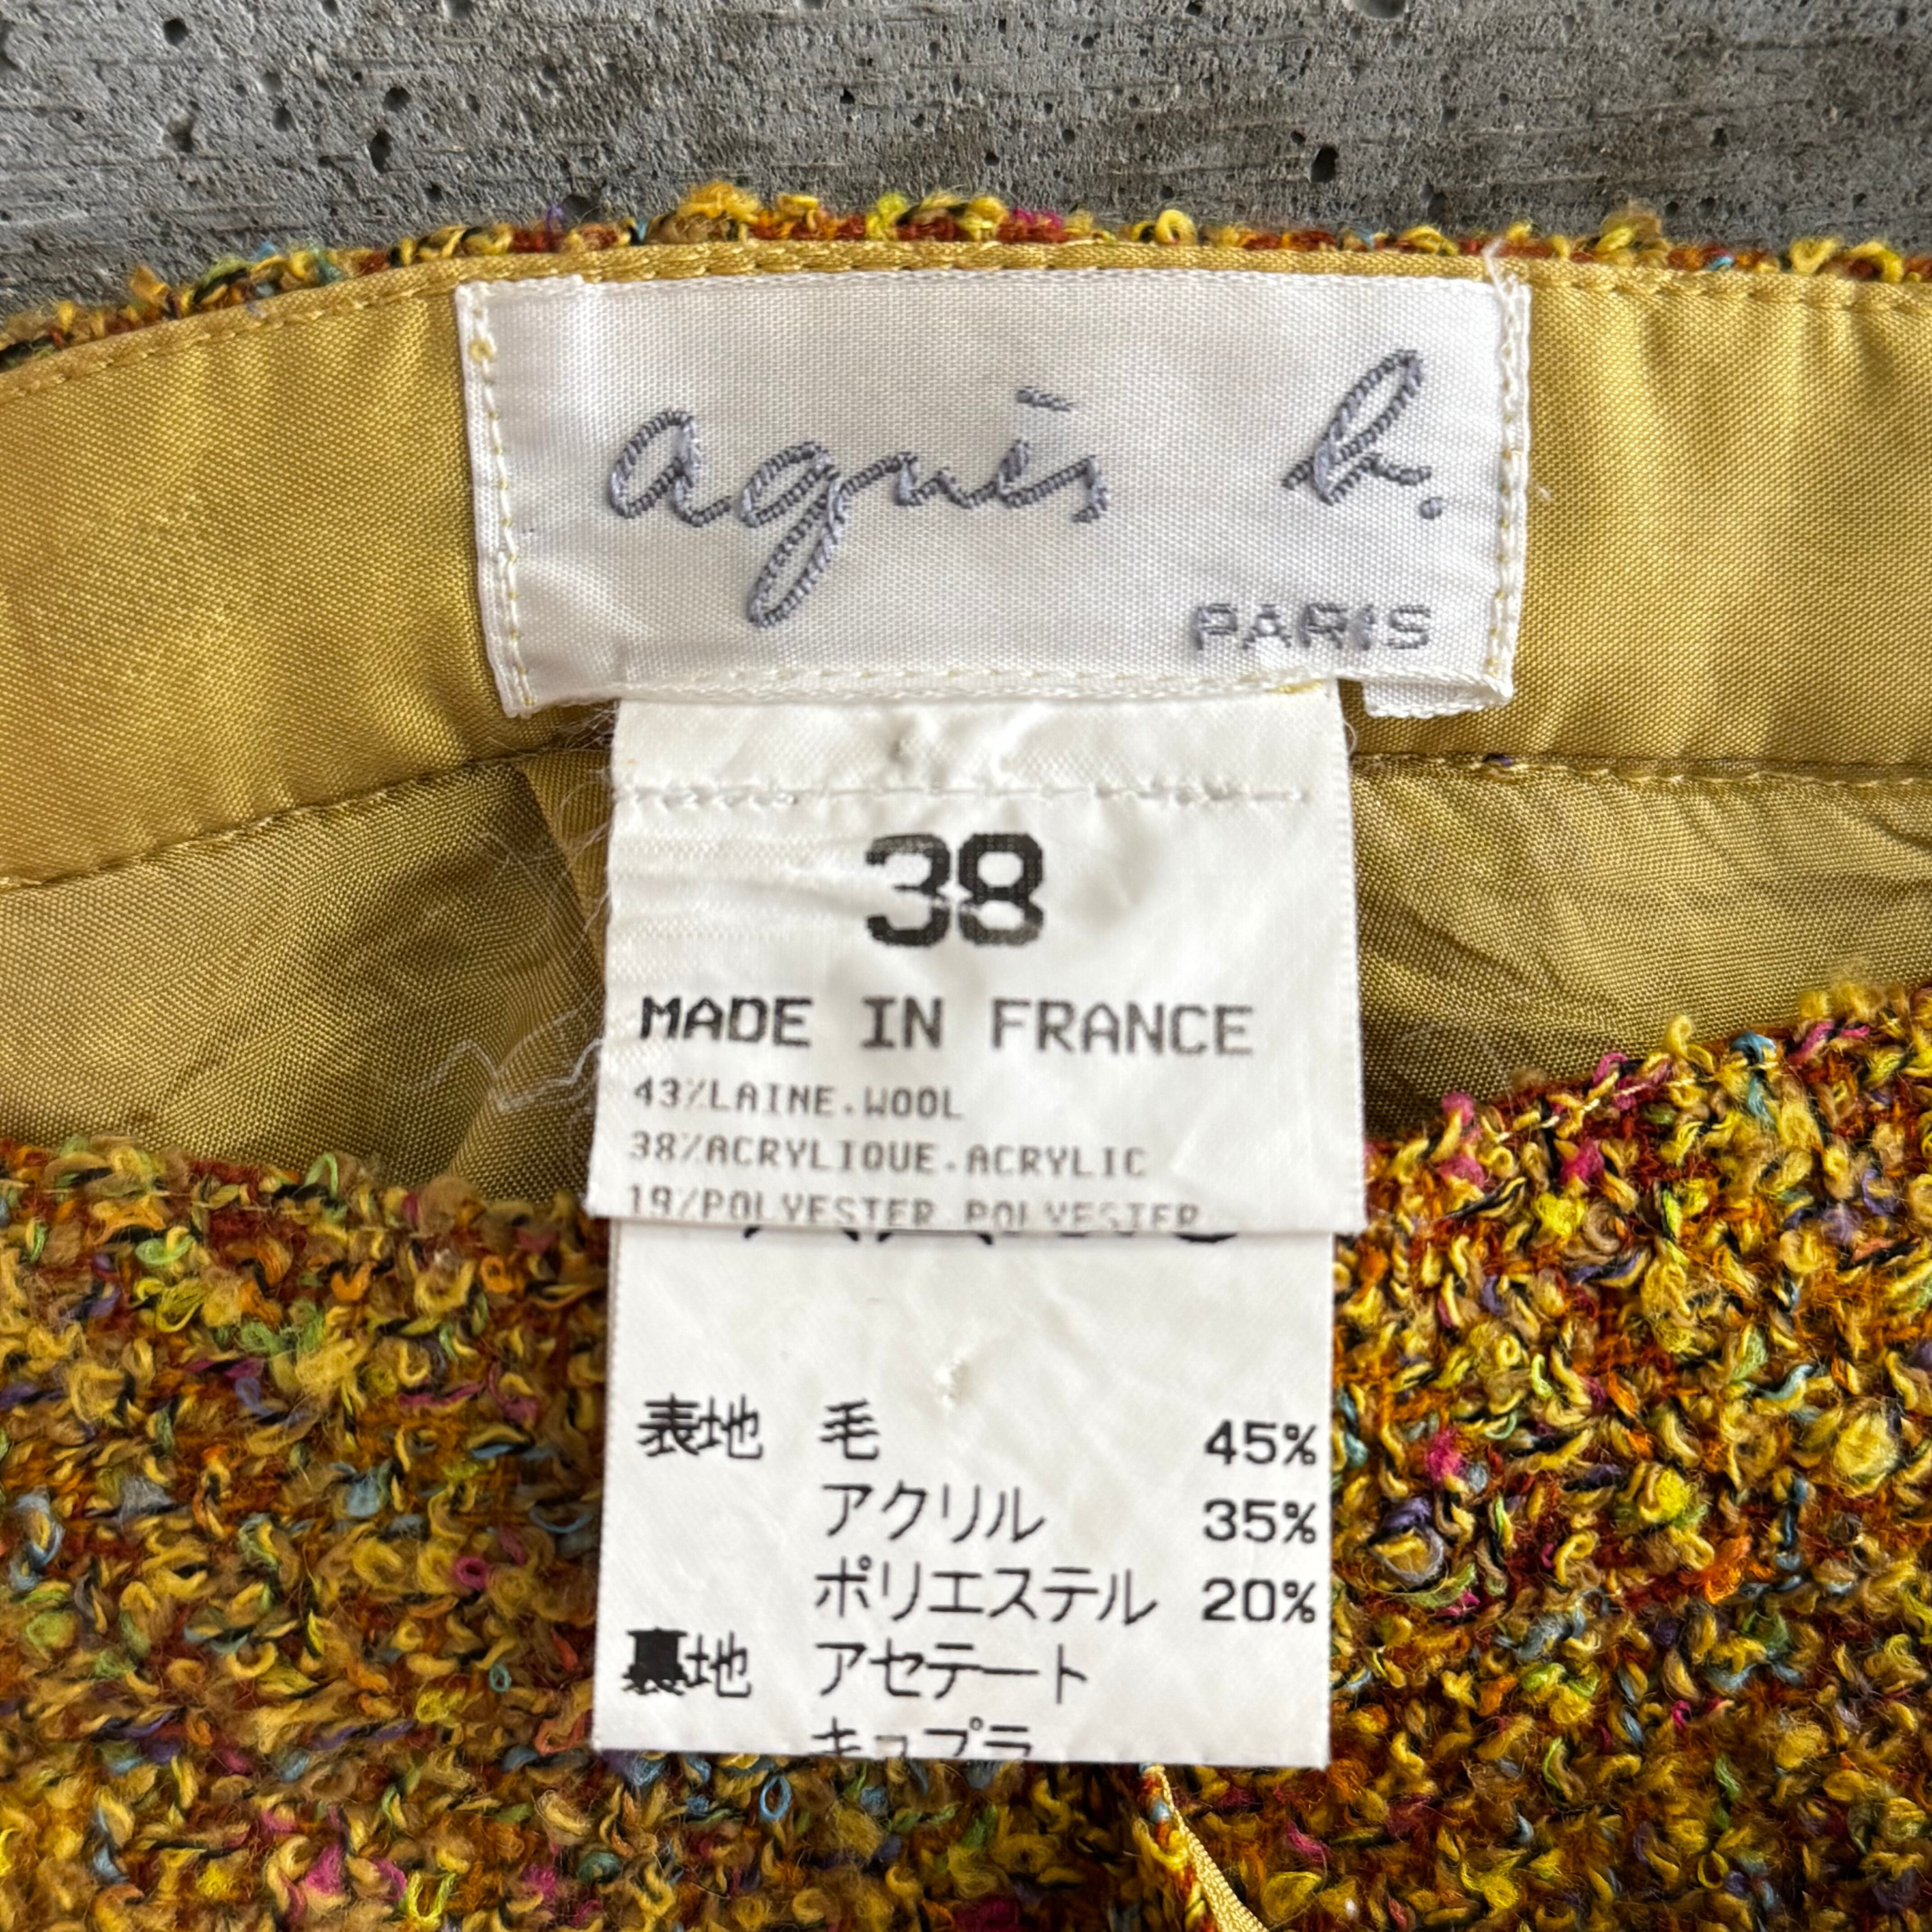 agnès b.
PARIS
38
MADE IN FRANCE
43%LAINE.WOOL
38%ACRYLIQUE.ACRYLIC
19%POLYESTER.POLYESTER
表地 毛 45%
アクリル 35%
ポリエステル 20%
裏地 アセテート
キュプラ